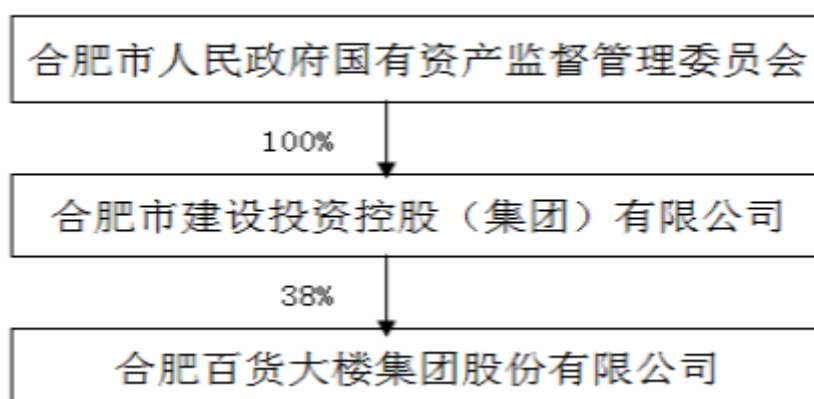 合肥市人民政府国有资产监督管理委员会
100%
合肥市建设投资控股（集团）有限公司
38%
合肥百货大楼集团股份有限公司